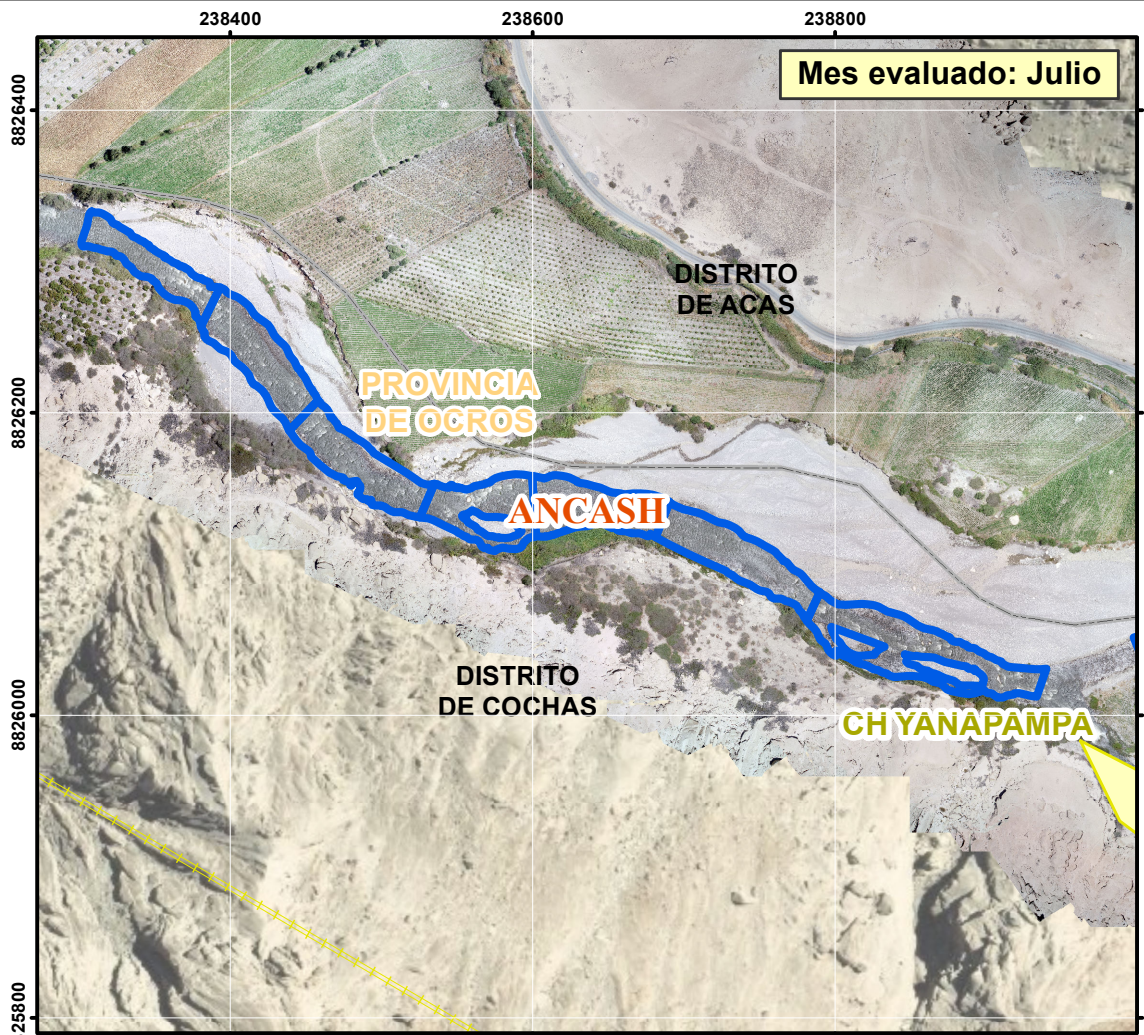 238400
238600
238800
Mes evaluado: Julio
8826400
DISTRITO
DE ACAS
PROVINCIA
DE OCROS
8826200
ANCASH
DISTRITO
DE COCHAS
8826000
CH YANAPAMPA
25800